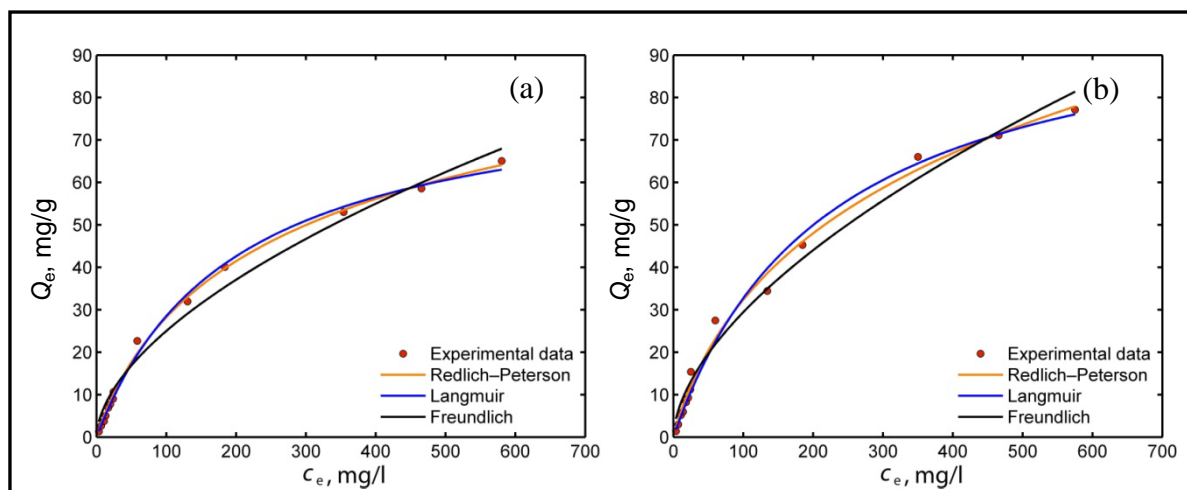 (a)
Qe, mg/g
90
80
70
60
50
40
30
20
10
0
Experimental data
Redlich–Peterson
Langmuir
Freundlich
0 100 200 300 400 500 600 700
ce, mg/l
(b)
Qe, mg/g
90
80
70
60
50
40
30
20
10
0
Experimental data
Redlich–Peterson
Langmuir
Freundlich
0 100 200 300 400 500 600 700
ce, mg/l